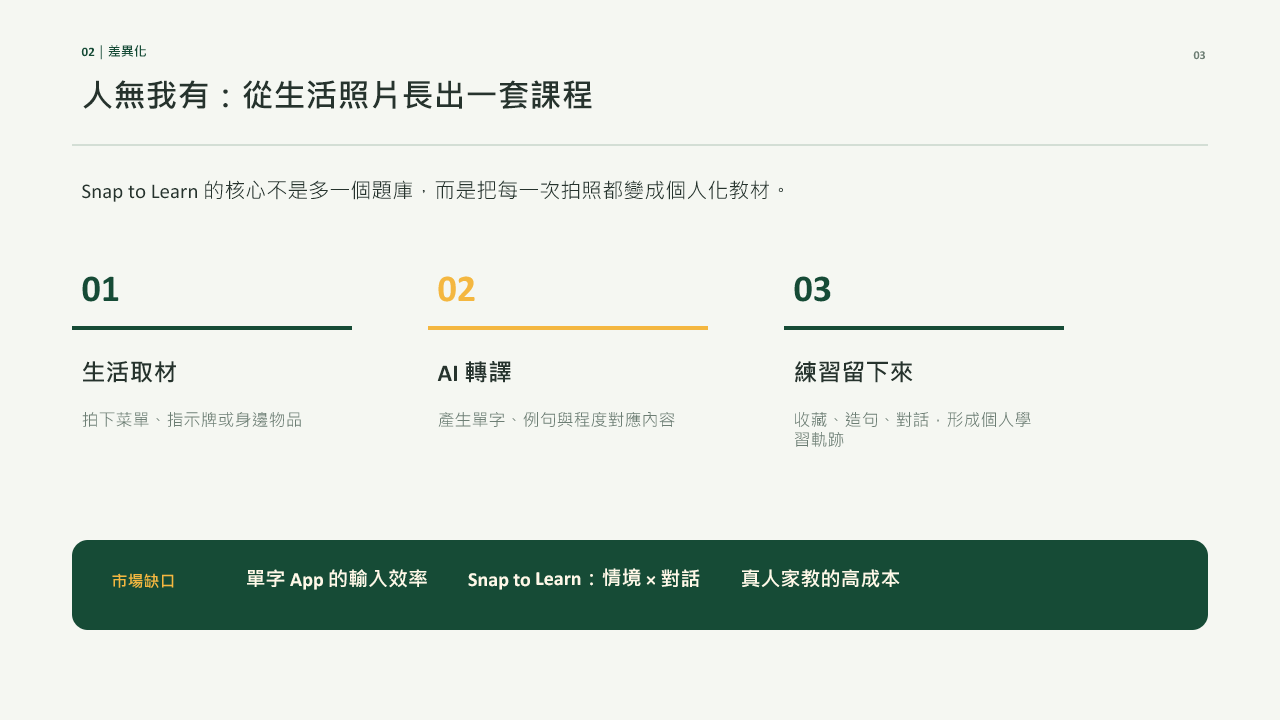 02｜差異化
03
人無我有：從生活照片長出一套課程
Snap to Learn 的核心不是多一個題庫，而是把每一次拍照都變成個人化教材。
01
02
03
生活取材
AI 轉譯
練習留下來
拍下菜單、指示牌或身邊物品
產生單字、例句與程度對應內容
收藏、造句、對話，形成個人學
習軌跡
市場缺口
單字 App 的輸入效率
Snap to Learn：情境 × 對話
真人家教的高成本